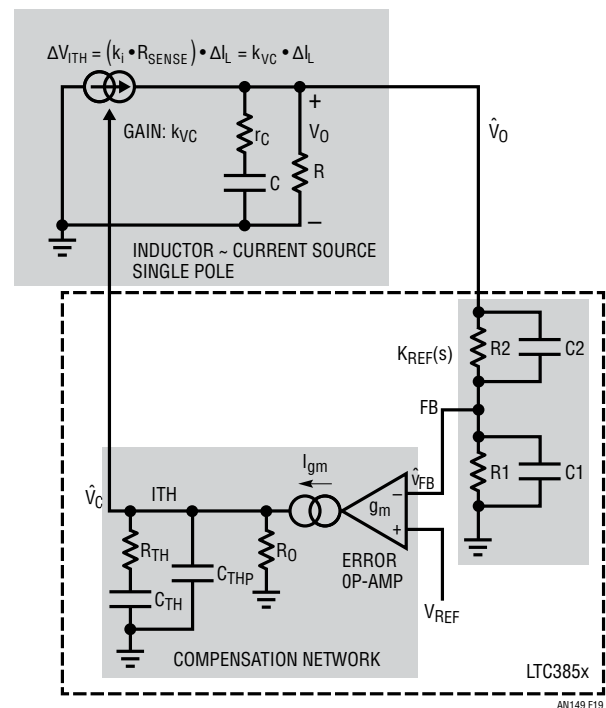 ΔV_ITH = (k_i • R_SENSE) • ΔI_L = k_VC • ΔI_L
GAIN: k_VC
+
V_O
–
r_C
C
R
V̂_O
INDUCTOR ~ CURRENT SOURCE
SINGLE POLE
K_REF(s)
R2
C2
FB
R1
C1
V̂_C
ITH
I_gm
v̂_FB
g_m
–
+
R_TH
C_TH
C_THP
R_O
ERROR
OP-AMP
V_REF
COMPENSATION NETWORK
LTC385x
AN149 F19